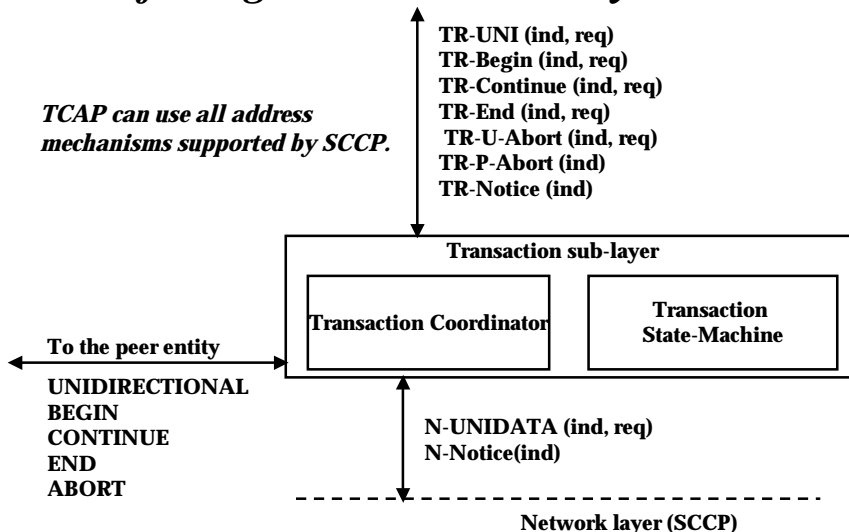 TR-UNI (ind, req)
TR-Begin (ind, req)
TR-Continue (ind, req)
TR-End (ind, req)
TR-U-Abort (ind, req)
TR-P-Abort (ind)
TR-Notice (ind)
TCAP can use all address
mechanisms supported by SCCP.
Transaction sub-layer
Transaction Coordinator
Transaction
State-Machine
To the peer entity
UNIDIRECTIONAL
BEGIN
CONTINUE
END
ABORT
N-UNIDATA (ind, req)
N-Notice(ind)
Network layer (SCCP)